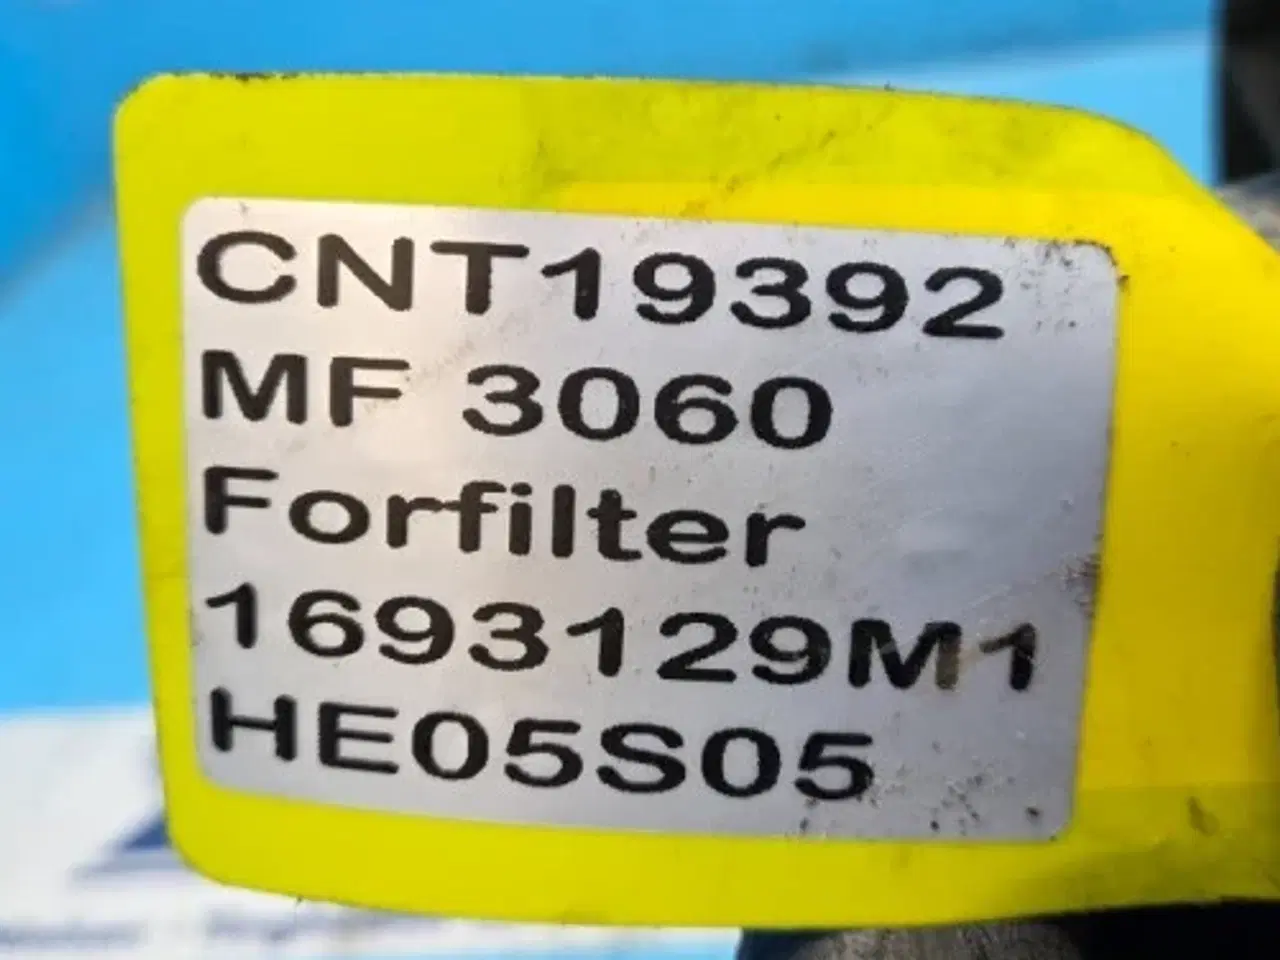 CNT19392
MF 3060
Forfilter
1693129M1
HE05S05